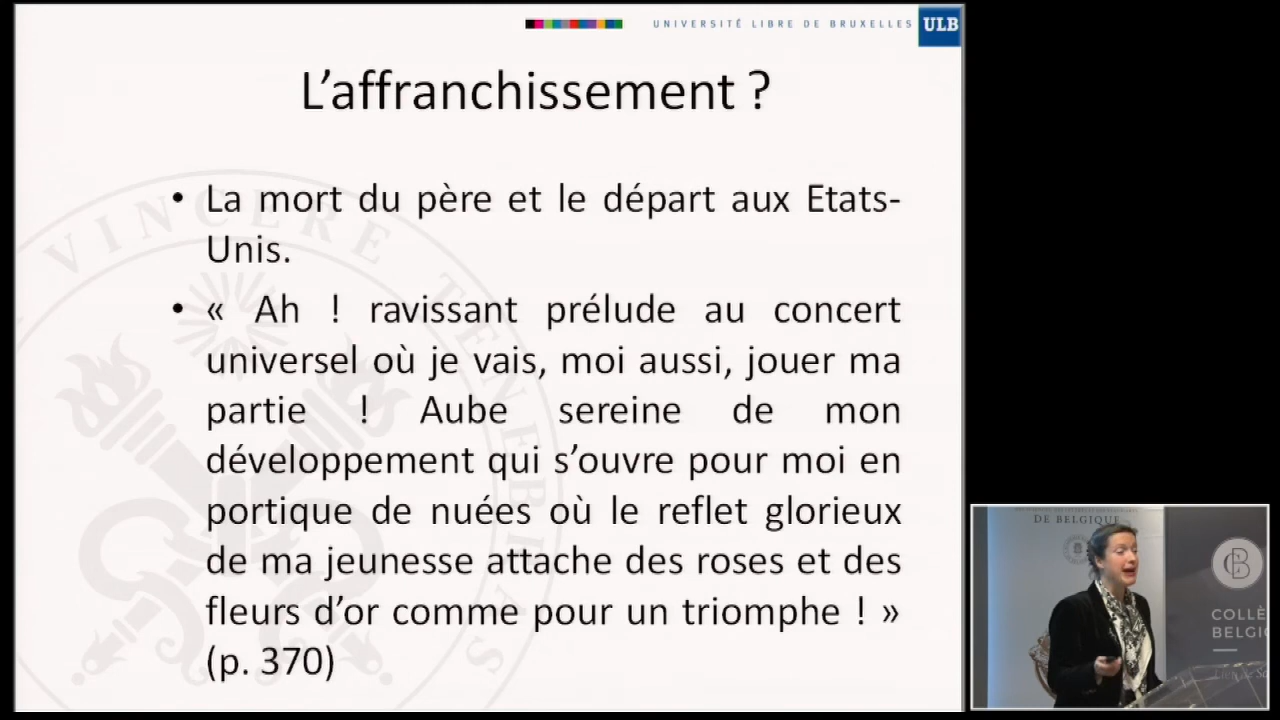 UNIVERSITÉ LIBRE DE BRUXELLES ULB
L'affranchissement ?
• La mort du père et le départ aux Etats-
Unis.
• « Ah ! ravissant prélude au concert
universel où je vais, moi aussi, jouer ma
partie ! Aube sereine de mon
développement qui s'ouvre pour moi en
portique de nuées où le reflet glorieux
de ma jeunesse attache des roses et des
fleurs d'or comme pour un triomphe ! »
(p. 370)
VINCERE TENEBRAS
DE BELGIQUE
CB
COLLÈ
BELGI